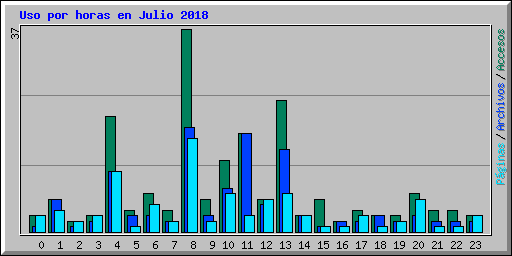 Uso por horas en Julio 2018
37
Páginas / Archivos / Accesos
0 1 2 3 4 5 6 7 8 9 10 11 12 13 14 15 16 17 18 19 20 21 22 23